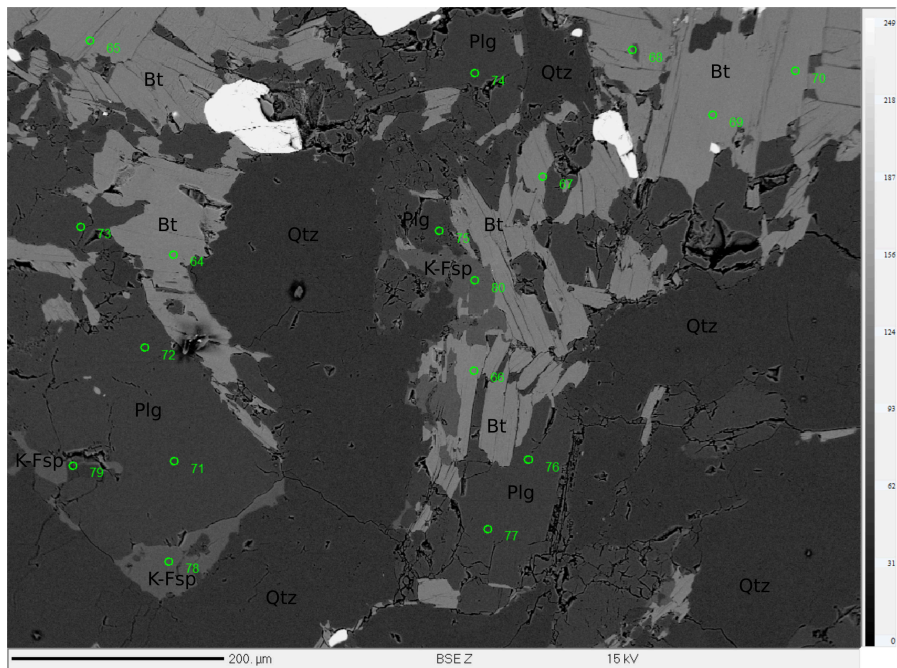 65
Bt
Plg
74
Qtz
68
Bt
70
69
249
218
187
156
124
93
62
31
0
67
73
Bt
64
Qtz
Plg
75
Bt
K-Fsp
80
Qtz
72
66
Plg
Bt
K-Fsp
79
71
76
Plg
77
78
K-Fsp
Qtz
Qtz
200. µm
BSE Z
15 kV